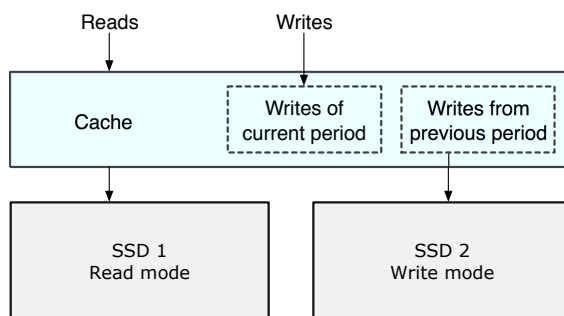 Reads
Writes
Cache
Writes of
current period
Writes from
previous period
SSD 1
Read mode
SSD 2
Write mode